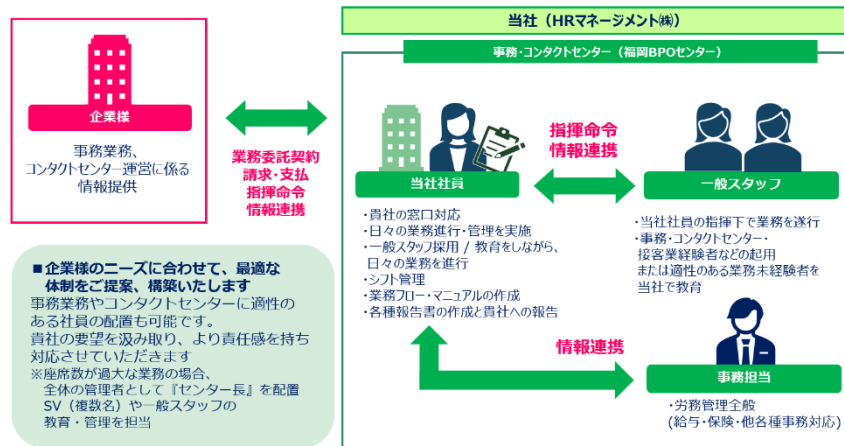 当社（HRマネージメント㈱）
事務・コンタクトセンター（福岡BPOセンター）
企業様
事務業務、
コンタクトセンター運営に係る
情報提供
業務委託契約
請求・支払
指揮命令
情報連携
当社社員
・貴社の窓口対応
・日々の業務進行・管理を実施
・一般スタッフ採用 / 教育をしながら、
日々の業務を進行
・シフト管理
・業務フロー・マニュアルの作成
・各種報告書の作成と貴社への報告
指揮命令
情報連携
一般スタッフ
・当社社員の指揮下で業務を遂行
・事務・コンタクトセンター・
接客業経験者などの起用
または適性のある業務未経験者を
当社で教育
■企業様のニーズに合わせて、最適な
体制をご提案、構築いたします
事務業務やコンタクトセンターに適性の
ある社員の配置も可能です。
貴社の要望を汲み取り、より責任感を持ち
対応させていただきます
※座席数が過大な業務の場合、
全体の管理者として『センター長』を配置
SV（複数名）や一般スタッフの
教育・管理を担当
情報連携
事務担当
・労務管理全般
(給与・保険・他各種事務対応)